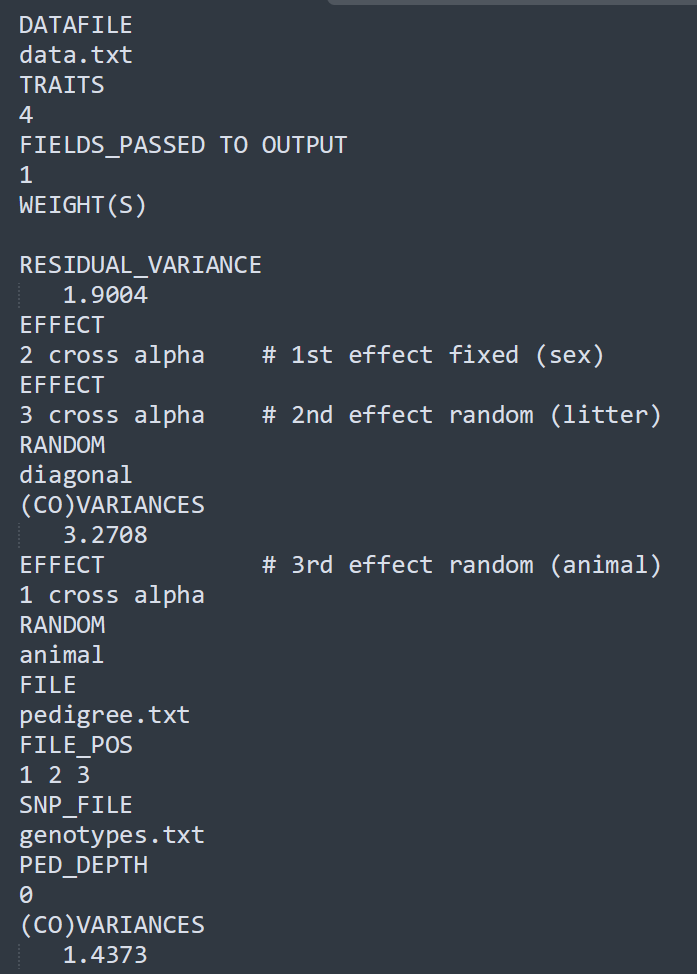 DATAFILE
data.txt
TRAITS
4
FIELDS_PASSED TO OUTPUT
1
WEIGHT(S)

RESIDUAL_VARIANCE
   1.9004
EFFECT
2 cross alpha    # 1st effect fixed (sex)
EFFECT
3 cross alpha    # 2nd effect random (litter)
RANDOM
diagonal
(CO)VARIANCES
   3.2708
EFFECT           # 3rd effect random (animal)
1 cross alpha
RANDOM
animal
FILE
pedigree.txt
FILE_POS
1 2 3
SNP_FILE
genotypes.txt
PED_DEPTH
0
(CO)VARIANCES
   1.4373